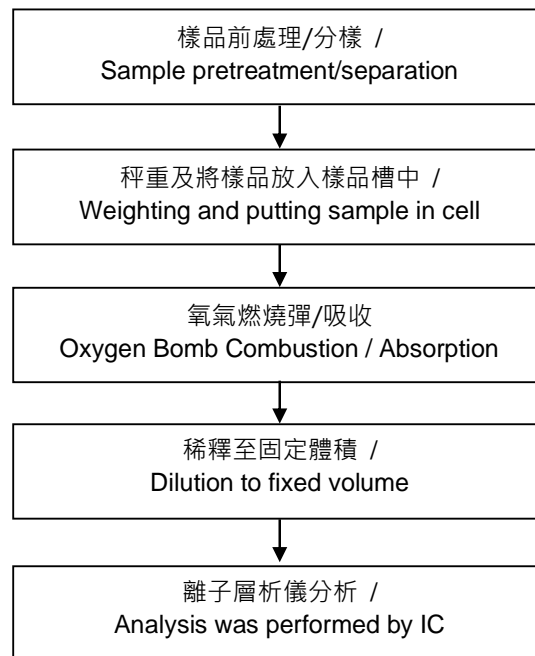 樣品前處理/分樣 /
Sample pretreatment/separation
秤重及將樣品放入樣品槽中 /
Weighting and putting sample in cell
氧氣燃燒彈/吸收
Oxygen Bomb Combustion / Absorption
稀釋至固定體積 /
Dilution to fixed volume
離子層析儀分析 /
Analysis was performed by IC